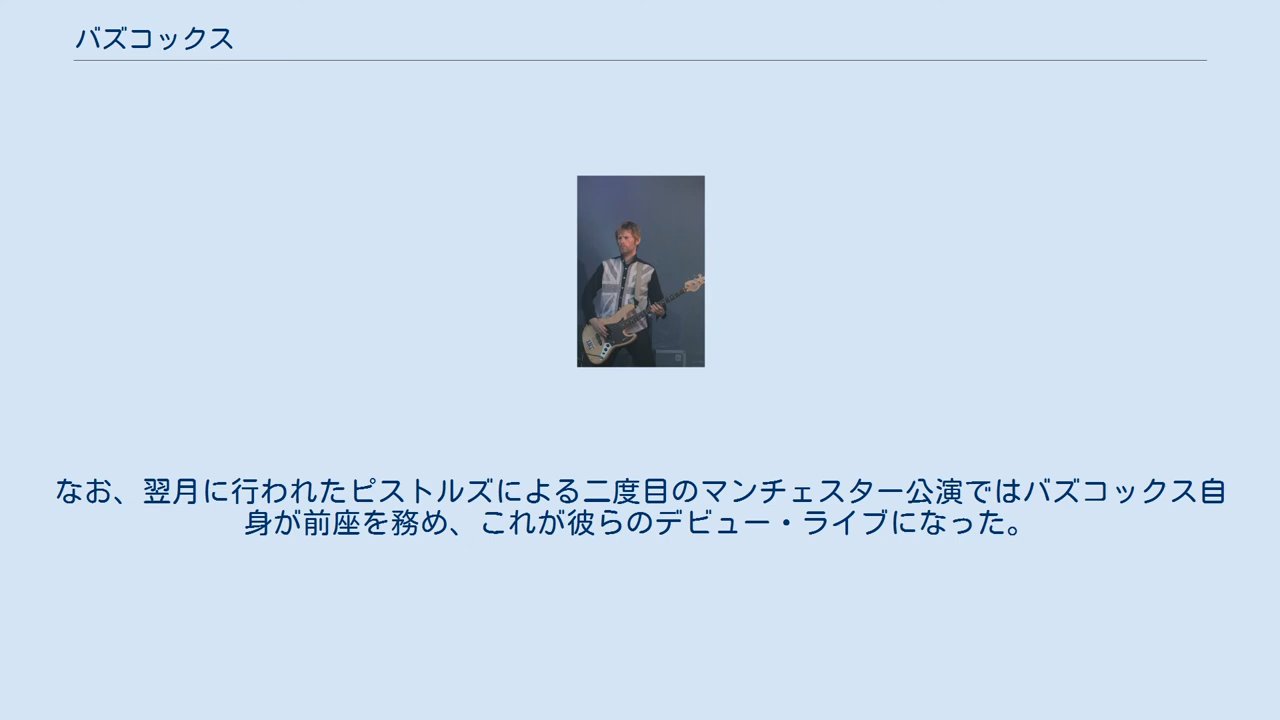 バズコックス
なお、翌月に行われたピストルズによる二度目のマンチェスター公演ではバズコックス自
身が前座を務め、これが彼らのデビュー・ライブになった。